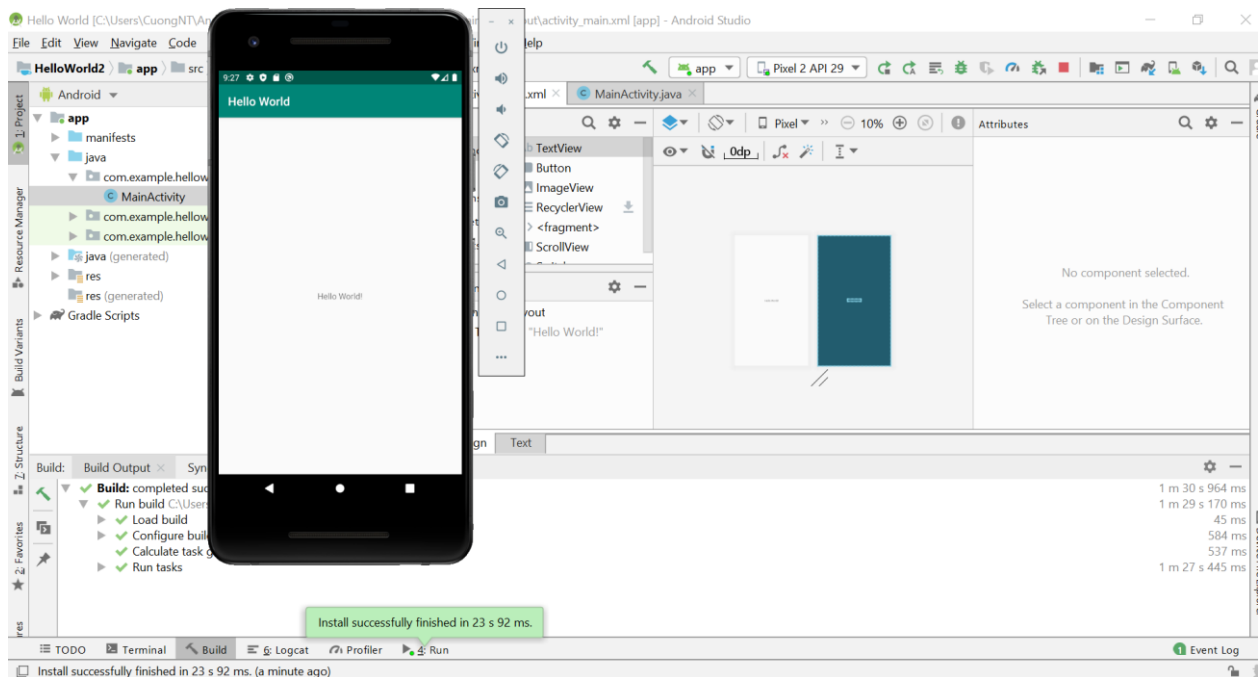 Hello World [C:\Users\CuongNT\An
out\activity_main.xml [app] - Android Studio
File Edit View Navigate Code
Help
HelloWorld2 app src
app Pixel 2 API 29
Android
.xml MainActivity.java
1: Project
app
manifests
java
com.example.hellow
MainActivity
com.example.hellow
com.example.hellow
java (generated)
res
res (generated)
Gradle Scripts
Resource Manager
Build Variants
Z: Structure
2: Favorites
9:27
Hello World
Hello World!
TextView
Button
ImageView
RecyclerView
<fragment>
ScrollView
"Hello World!"
Pixel 10%
0dp
Attributes
No component selected.
Select a component in the Component
Tree or on the Design Surface.
Text
Build: Build Output Syn
Build: completed suc 1 m 30 s 964 ms
Run build C:\User 1 m 29 s 170 ms
Load build 45 ms
Configure buil 584 ms
Calculate task g 537 ms
Run tasks 1 m 27 s 445 ms
Install successfully finished in 23 s 92 ms.
TODO Terminal Build 6: Logcat Profiler 4: Run 1 Event Log
Install successfully finished in 23 s 92 ms. (a minute ago)